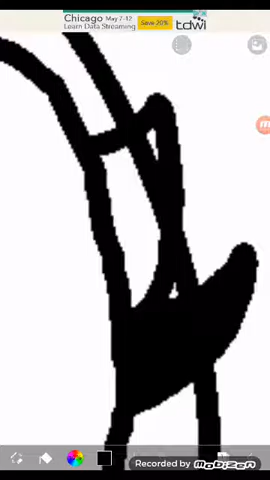 Chicago May 7-12
Learn Data Streaming
Save 20%
tdwi
Recorded by MOBIZEN